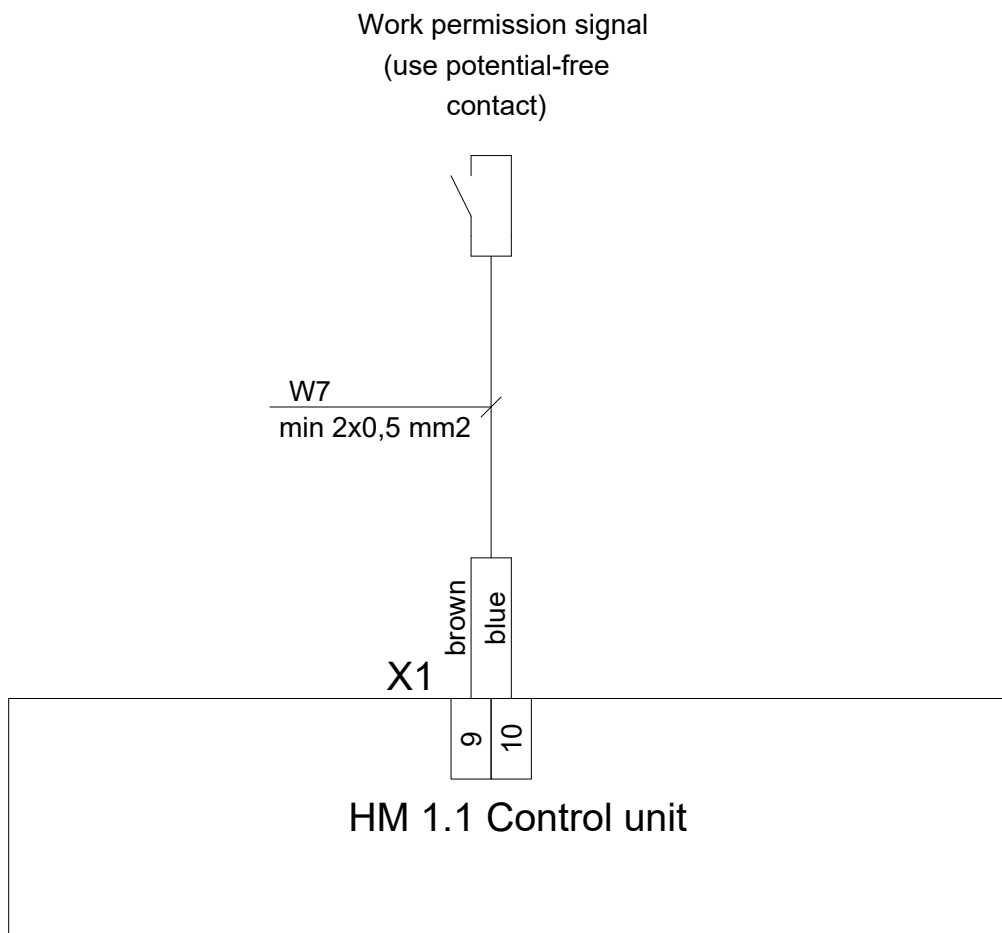 Work permission signal
(use potential-free
contact)
W7
min 2x0,5 mm2
brown
blue
X1
9
10
HM 1.1 Control unit